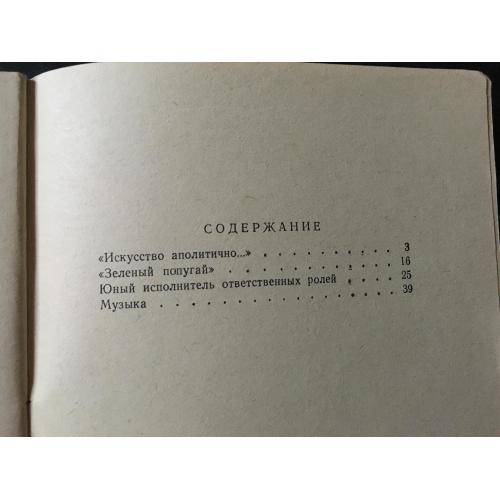 СОДЕРЖАНИЕ
«Искусство аполитично...» . . . . . . . . . 3
«Зеленый попугай» . . . . . . . . . . 16
Юный исполнитель ответственных ролей . . . . 25
Музыка . . . . . . . . . . . . . . 39